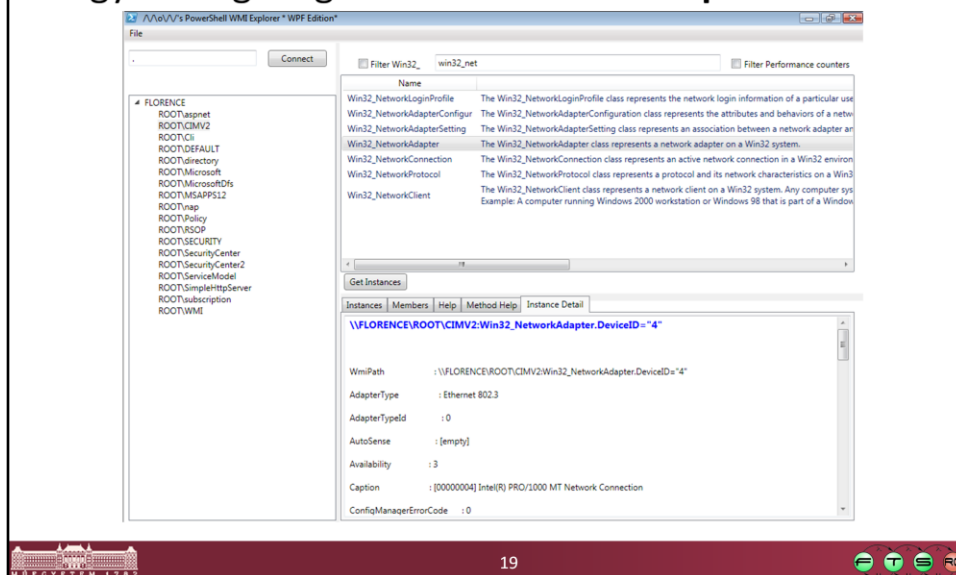 /\/\o\/\/'s PowerShell WMI Explorer * WPF Edition*
File
.
Connect
Filter Win32_
win32_net
Filter Performance counters
Name
FLORENCE
ROOT\aspnet
ROOT\CIMV2
ROOT\Cli
ROOT\DEFAULT
ROOT\directory
ROOT\Microsoft
ROOT\MicrosoftDfs
ROOT\MSAPPS12
ROOT\nap
ROOT\Policy
ROOT\RSOP
ROOT\SECURITY
ROOT\SecurityCenter
ROOT\SecurityCenter2
ROOT\ServiceModel
ROOT\SimpleHttpServer
ROOT\subscription
ROOT\WMI
Win32_NetworkLoginProfile The Win32_NetworkLoginProfile class represents the network login information of a particular use
Win32_NetworkAdapterConfigur The Win32_NetworkAdapterConfiguration class represents the attributes and behaviors of a netw
Win32_NetworkAdapterSetting The Win32_NetworkAdapterSetting class represents an association between a network adapter an
Win32_NetworkAdapter The Win32_NetworkAdapter class represents a network adapter on a Win32 system.
Win32_NetworkConnection The Win32_NetworkConnection class represents an active network connection in a Win32 environ
Win32_NetworkProtocol The Win32_NetworkProtocol class represents a protocol and its network characteristics on a Win3
Win32_NetworkClient The Win32_NetworkClient class represents a network client on a Win32 system. Any computer sys
Example: A computer running Windows 2000 workstation or Windows 98 that is part of a Window
Get Instances
Instances Members Help Method Help Instance Detail
\\FLORENCE\ROOT\CIMV2:Win32_NetworkAdapter.DeviceID="4"
WmiPath : \\FLORENCE\ROOT\CIMV2:Win32_NetworkAdapter.DeviceID="4"
AdapterType : Ethernet 802.3
AdapterTypeId : 0
AutoSense : [empty]
Availability : 3
Caption : [00000004] Intel(R) PRO/1000 MT Network Connection
ConfigManagerErrorCode : 0
19
F T S R